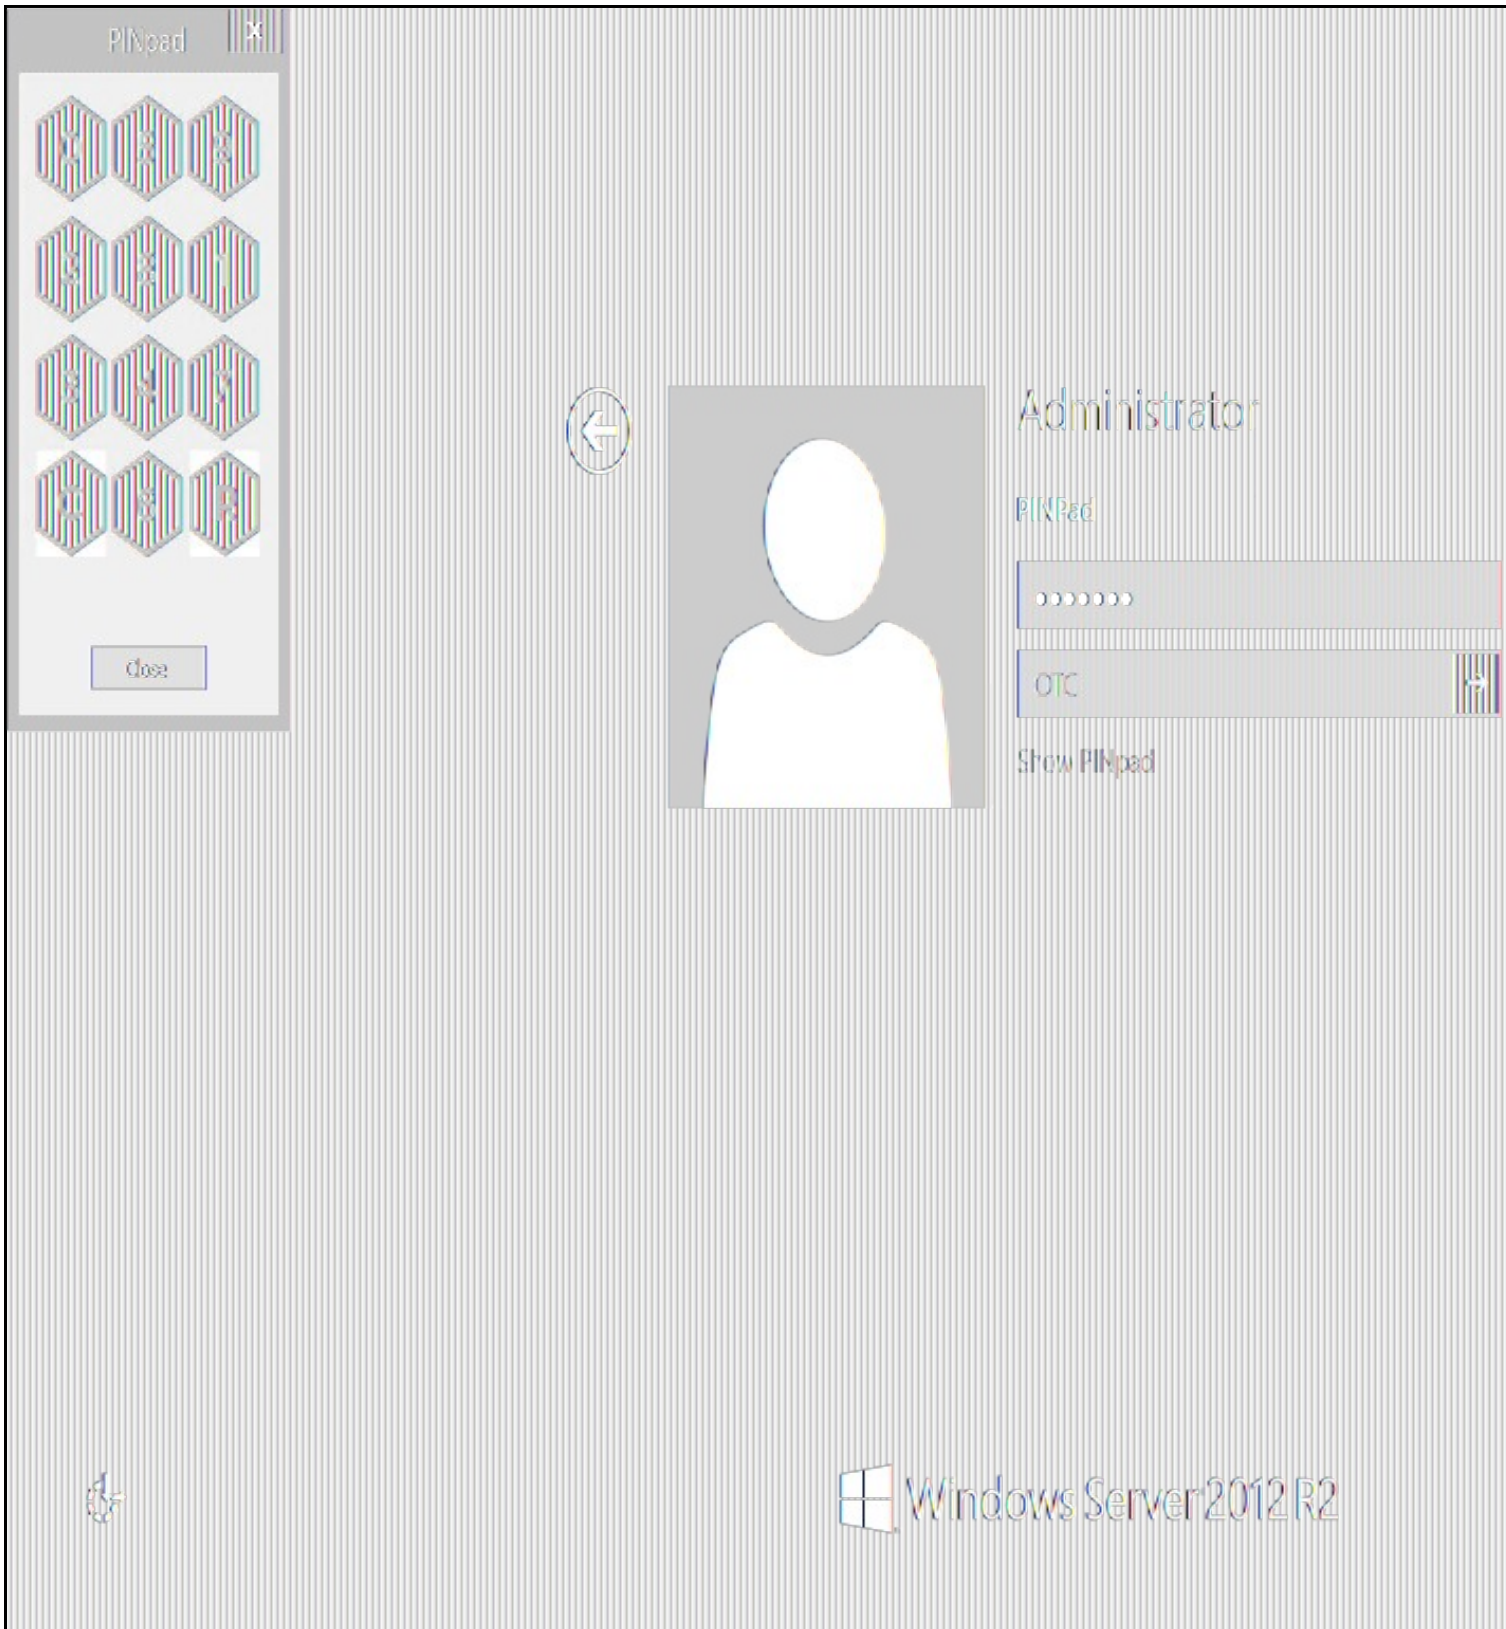 PINpad X
C R
Close
Administrator
PINPad
OTC
Show PINpad
Windows Server 2012 R2